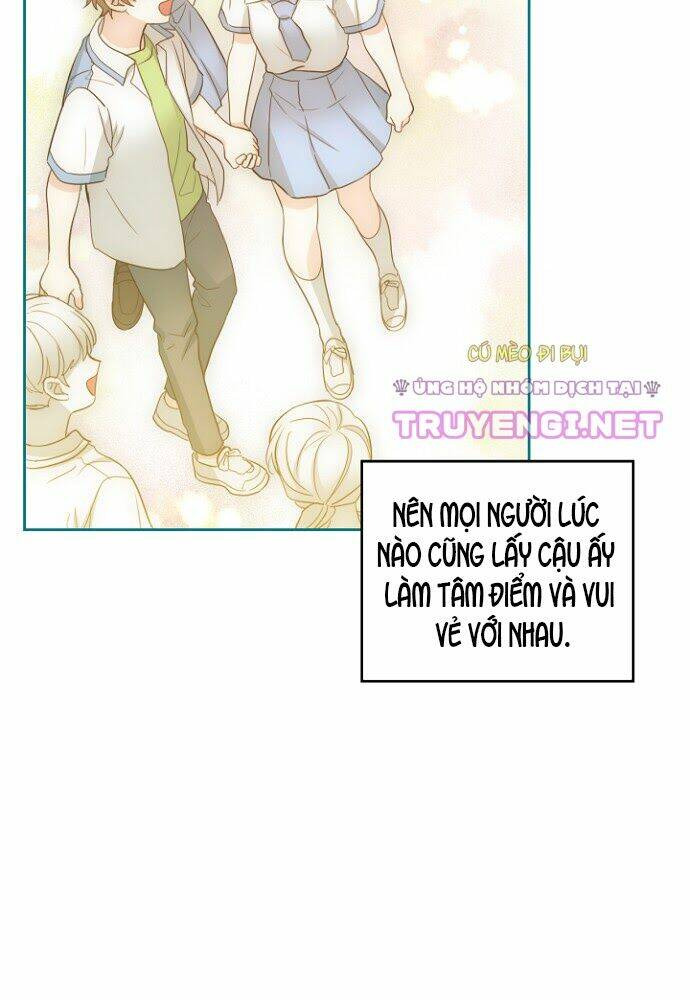 CÚ MÈO ĐI BỤI
ỦNG HỘ NHÓM DỊCH TẠI
TRUYENGI.NET
NÊN MỌI NGƯỜI LÚC
NÀO CŨNG LẤY CẬU ẤY
LÀM TÂM ĐIỂM VÀ VUI
VẺ VỚI NHAU.